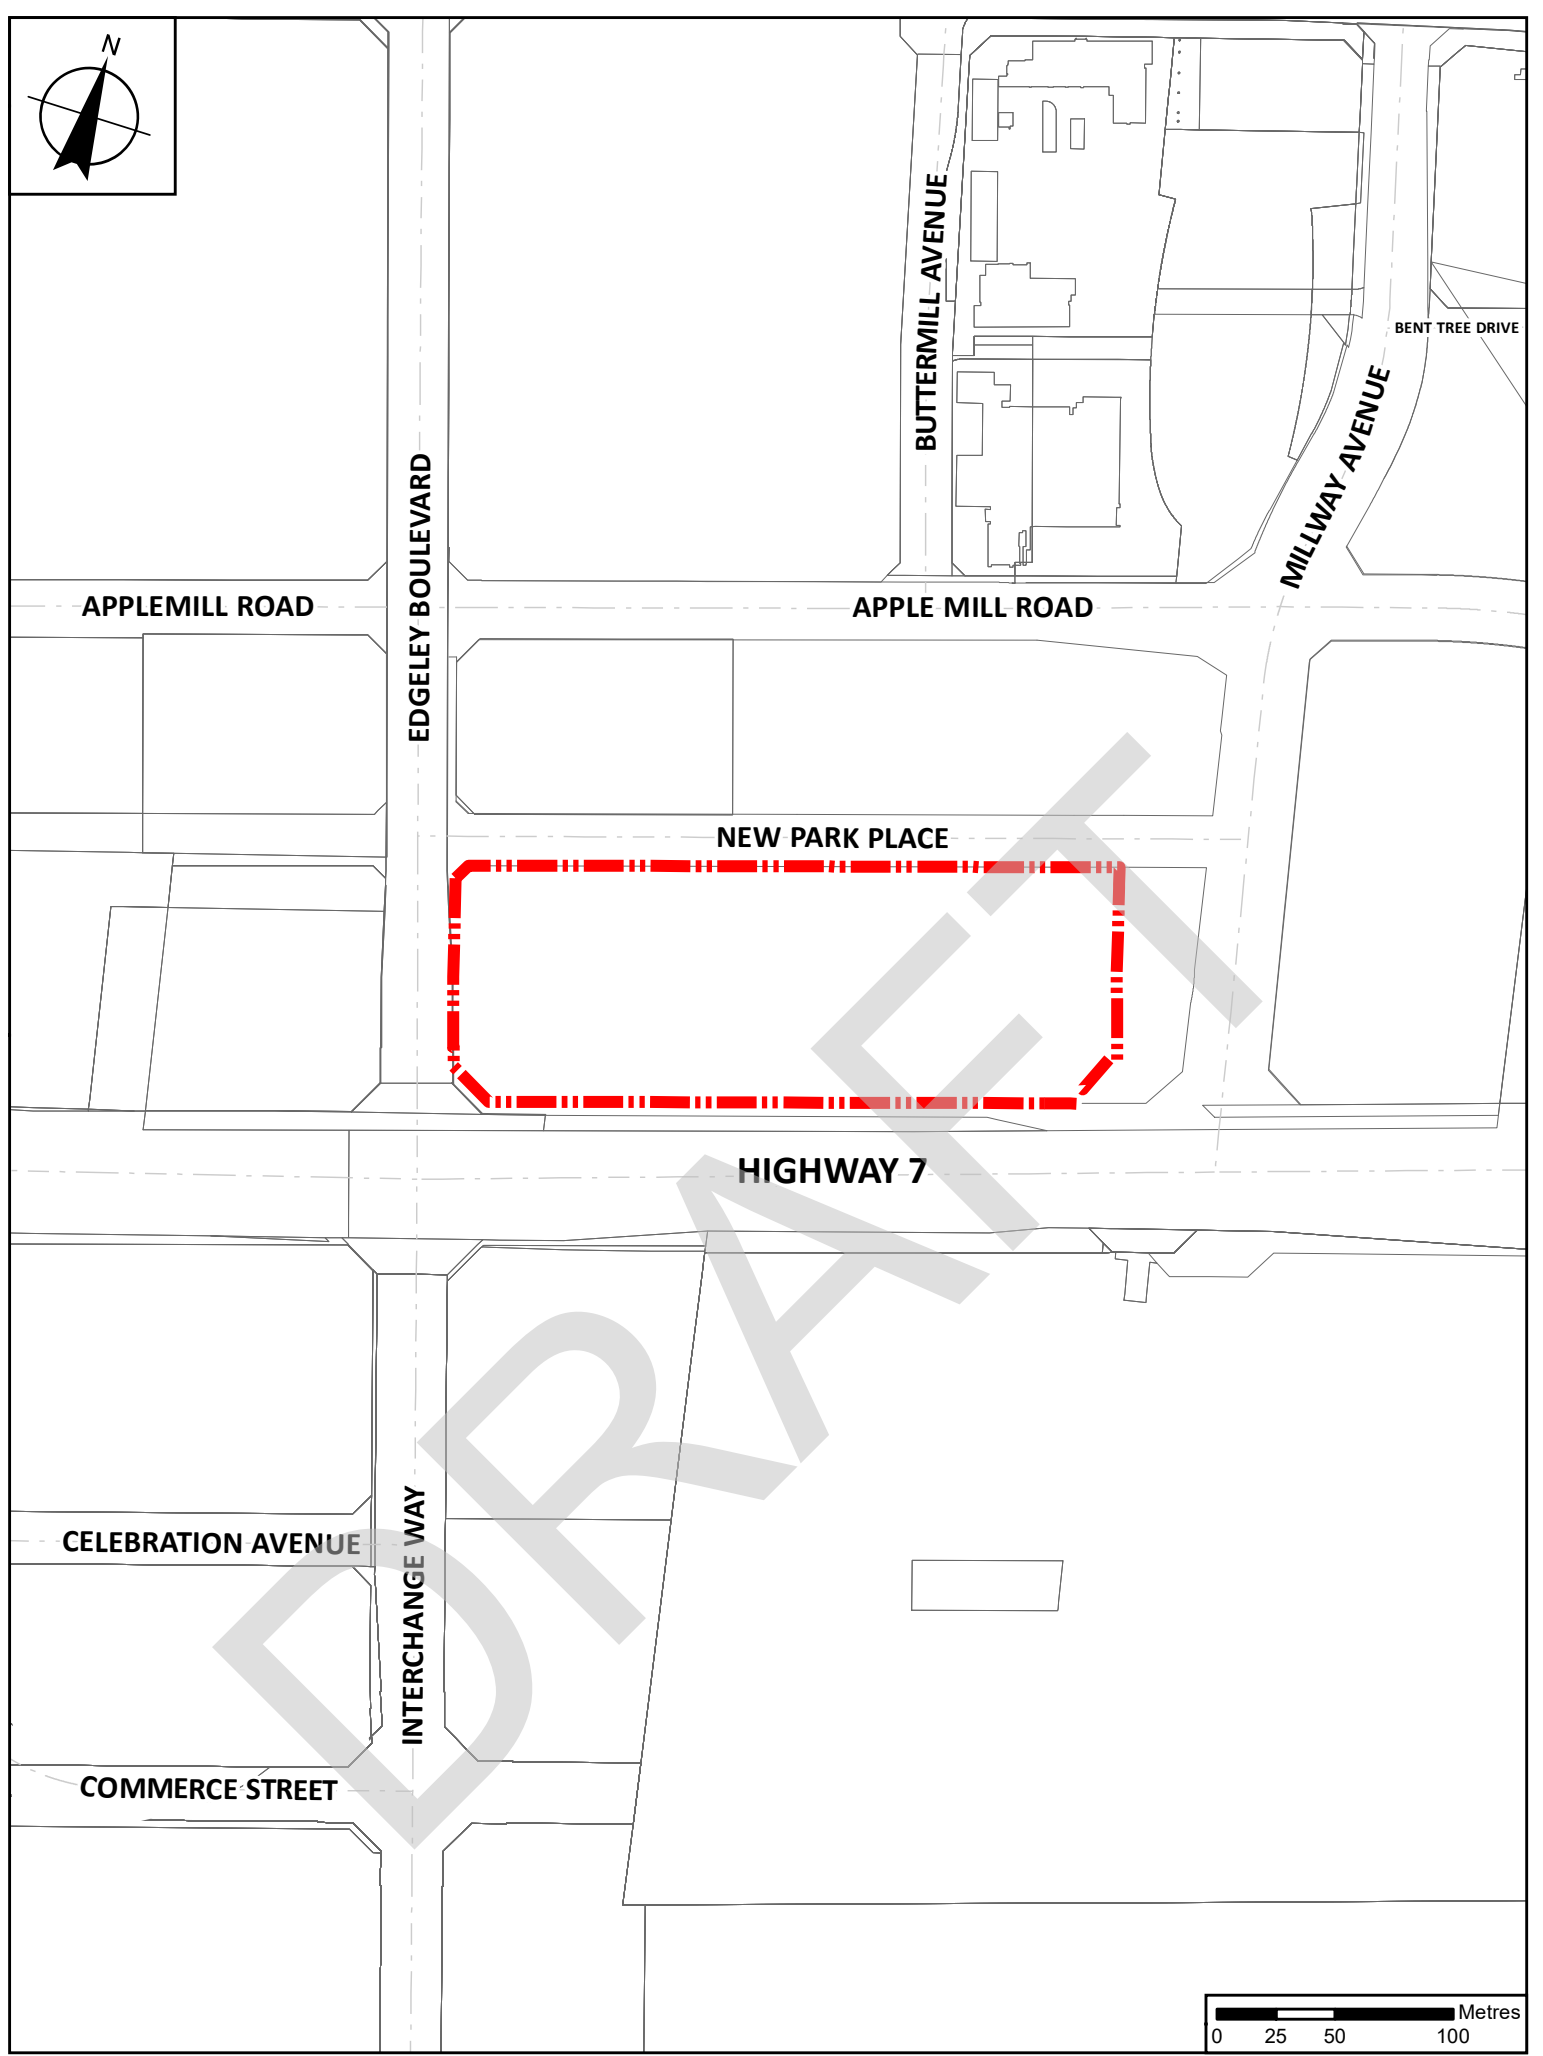 N
BUTTERMILL AVENUE
BENT TREE DRIVE
MILLWAY AVENUE
EDGELEY BOULEVARD
APPLEMILL ROAD
APPLE MILL ROAD
NEW PARK PLACE
HIGHWAY 7
DRAFT
CELEBRATION AVENUE
INTERCHANGE WAY
COMMERCE STREET
Metres
0 25 50 100